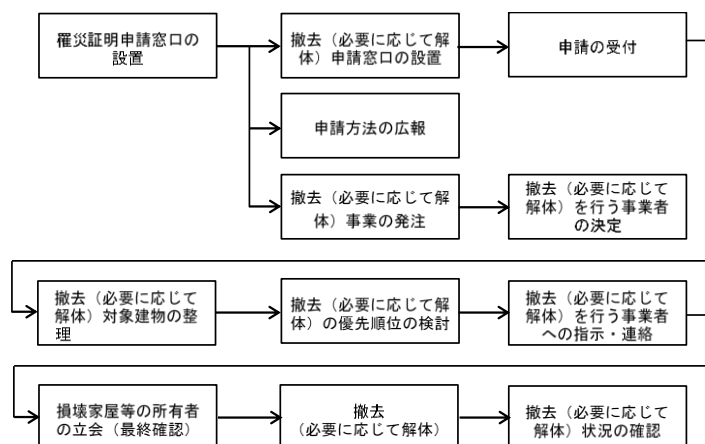 罹災証明申請窓口の
設置
撤去（必要に応じて解
体）申請窓口の設置
申請の受付
申請方法の広報
撤去（必要に応じて解
体）事業の発注
撤去（必要に応じて
解体）を行う事業者
の決定
撤去（必要に応じて
解体）対象建物の整
理
撤去（必要に応じて解
体）の優先順位の検討
撤去（必要に応じて
解体）を行う事業者
への指示・連絡
損壊家屋等の所有者
の立会（最終確認）
撤去
（必要に応じて解体）
撤去（必要に応じて
解体）状況の確認